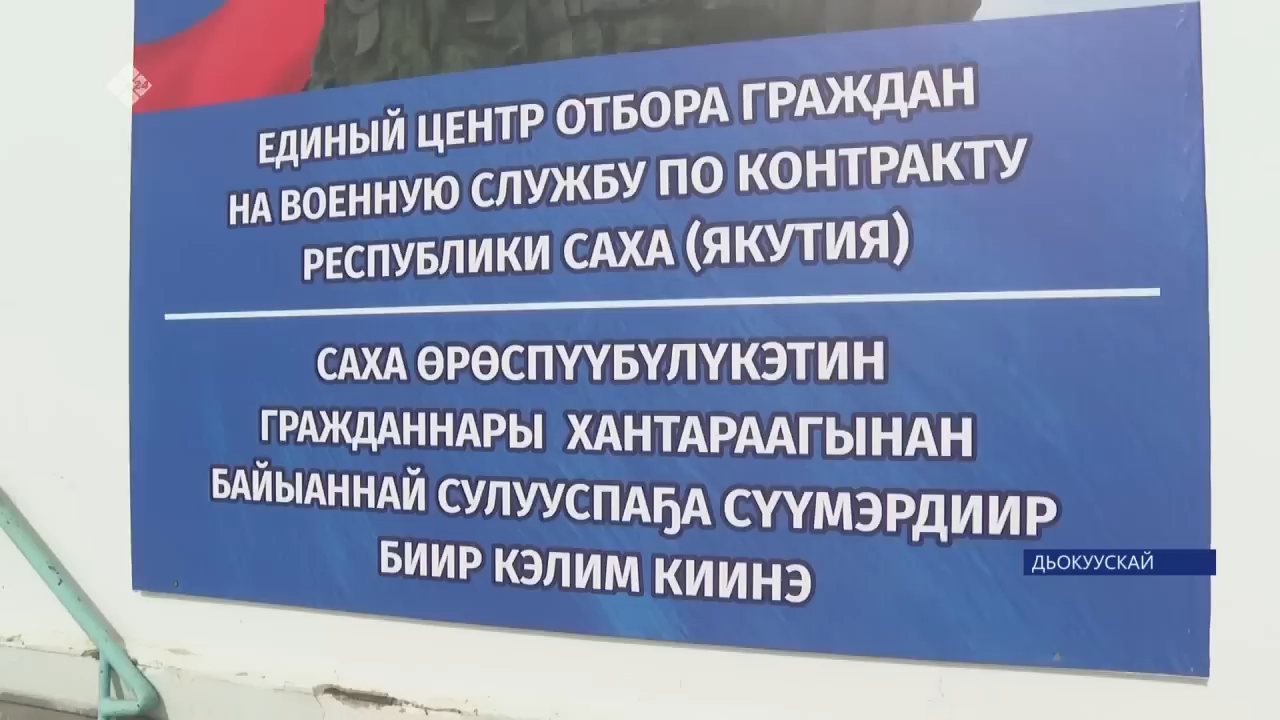 ЕДИНЫЙ ЦЕНТР ОТБОРА ГРАЖДАН
НА ВОЕННУЮ СЛУЖБУ ПО КОНТРАКТУ
РЕСПУБЛИКИ САХА (ЯКУТИЯ)
САХА ӨРӨСПҮҮБҮЛҮКЭТИН
ГРАЖДАННАРЫ ХАНТАРААГЫНАН
БАЙЫАННАЙ СУЛУУСПАҔА СҮҮМЭРДИИР
БИИР КЭЛИМ КИИНЭ
ДЬОКУУСКАЙ